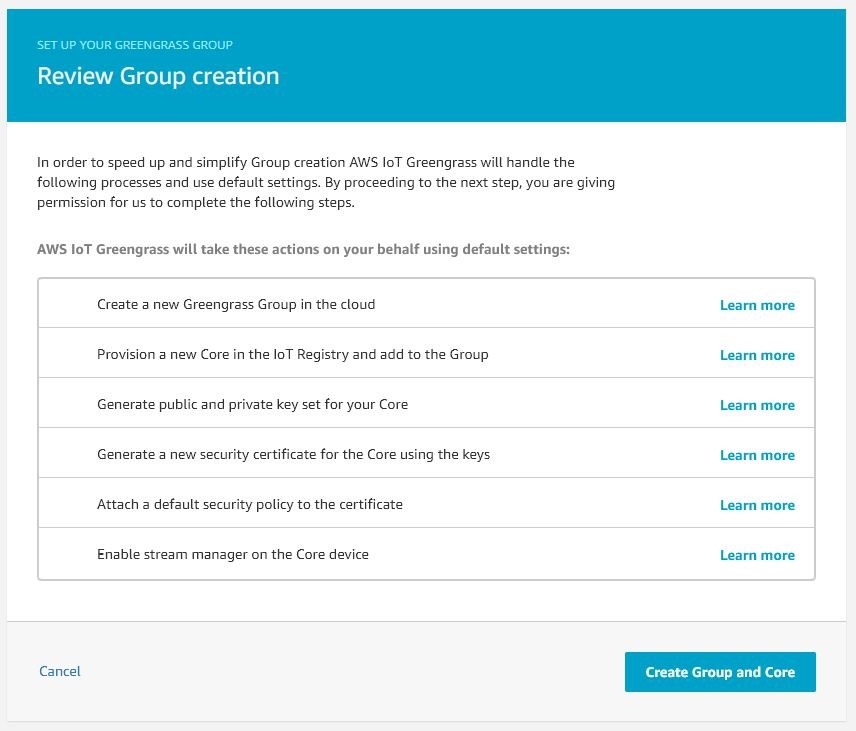 SET UP YOUR GREENGRASS GROUP
Review Group creation
In order to speed up and simplify Group creation AWS IoT Greengrass will handle the
following processes and use default settings. By proceeding to the next step, you are giving
permission for us to complete the following steps.
AWS IoT Greengrass will take these actions on your behalf using default settings:
Create a new Greengrass Group in the cloud Learn more
Provision a new Core in the IoT Registry and add to the Group Learn more
Generate public and private key set for your Core Learn more
Generate a new security certificate for the Core using the keys Learn more
Attach a default security policy to the certificate Learn more
Enable stream manager on the Core device Learn more
Cancel Create Group and Core